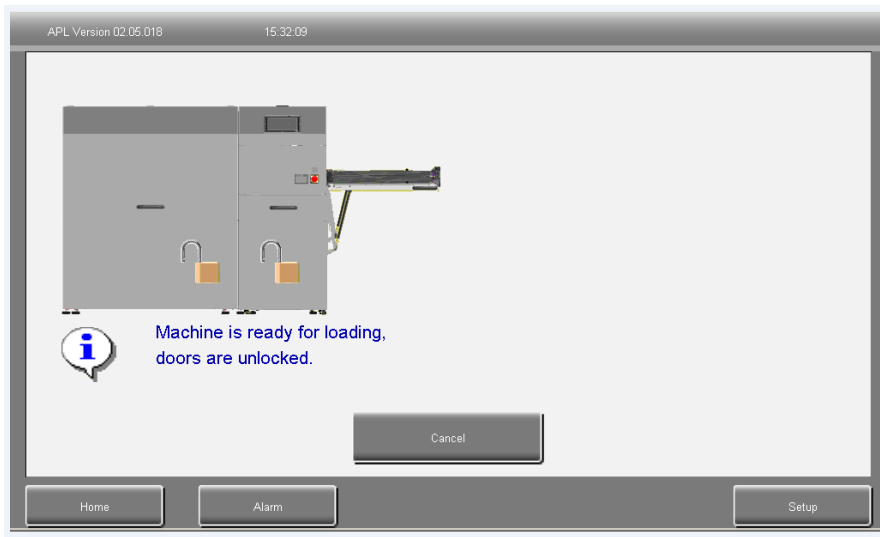 APL Version 02.05.018 15:32:09
Machine is ready for loading,
doors are unlocked.
Cancel
Home Alarm Setup